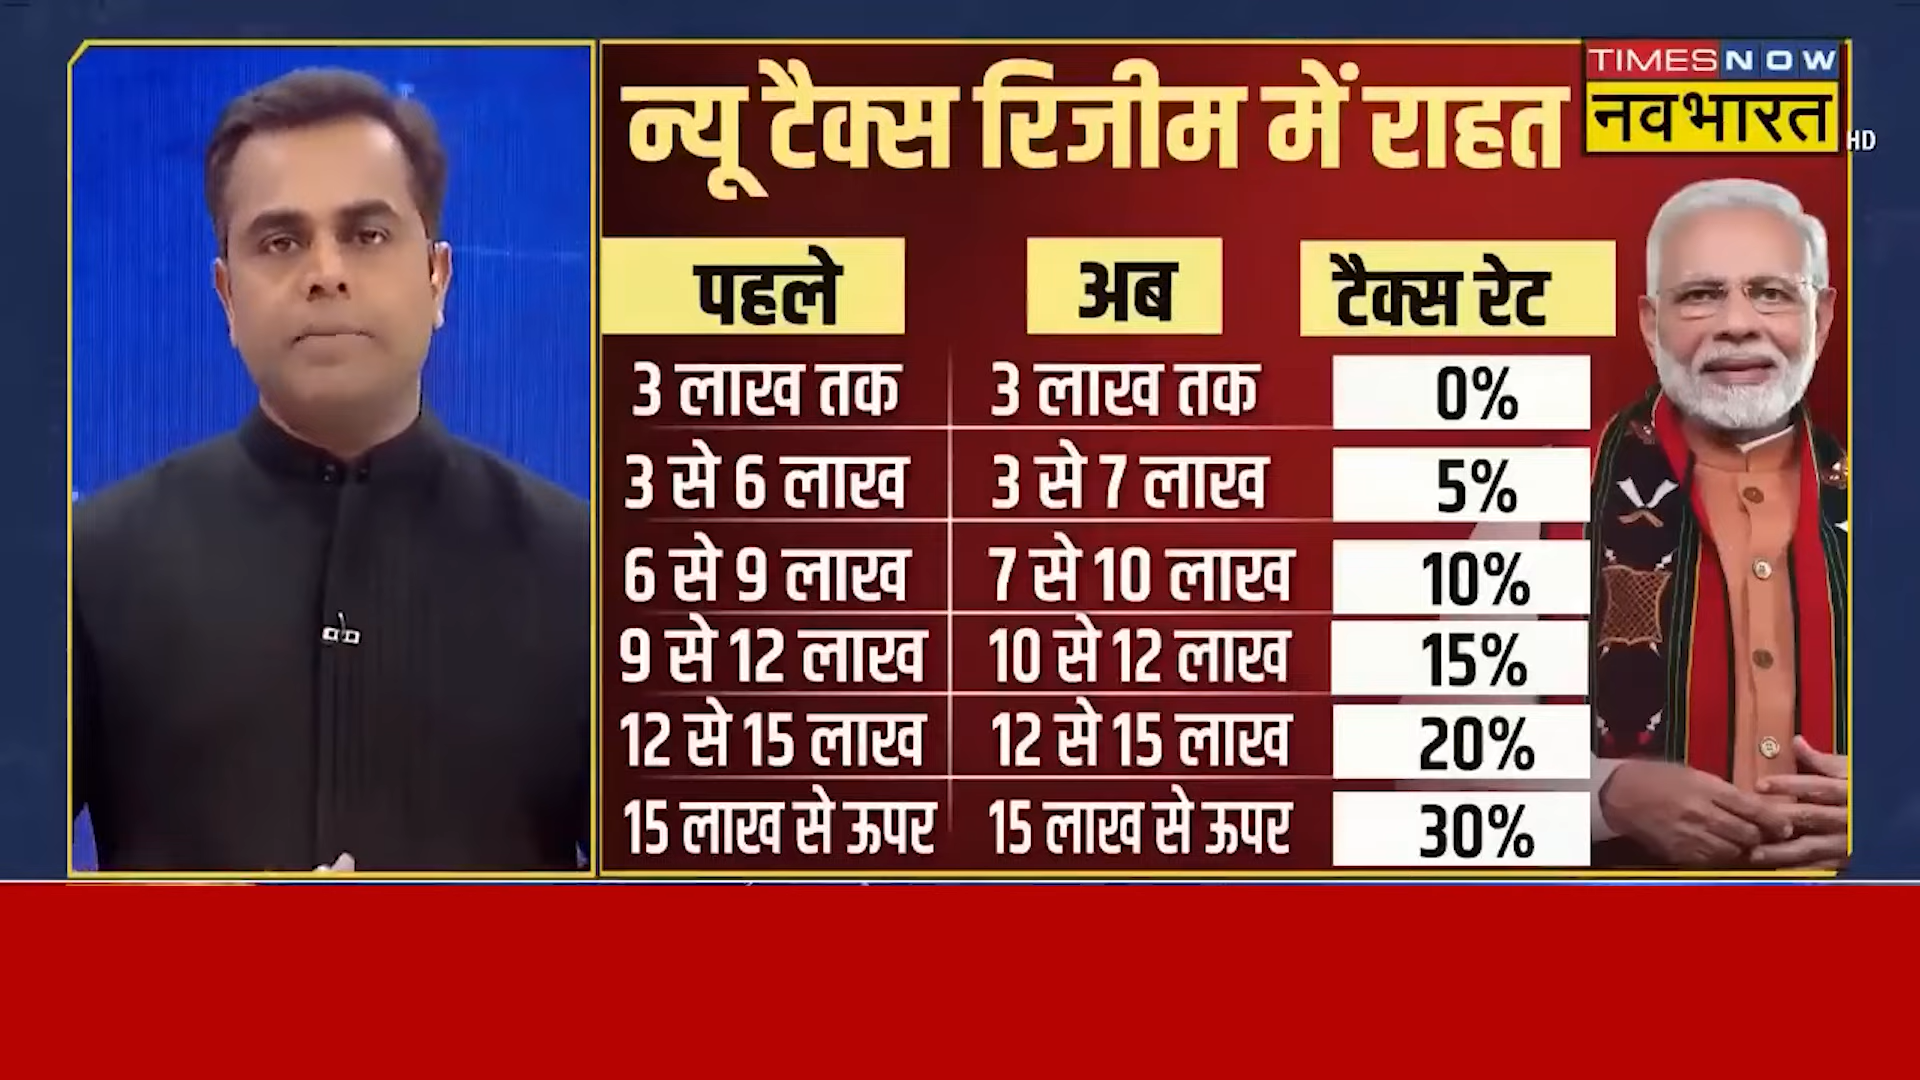 न्यू टैक्स रिजीम में राहत
TIMES NOW
नवभारत
HD
पहले अब टैक्स रेट
3 लाख तक 3 लाख तक 0%
3 से 6 लाख 3 से 7 लाख 5%
6 से 9 लाख 7 से 10 लाख 10%
9 से 12 लाख 10 से 12 लाख 15%
12 से 15 लाख 12 से 15 लाख 20%
15 लाख से ऊपर 15 लाख से ऊपर 30%